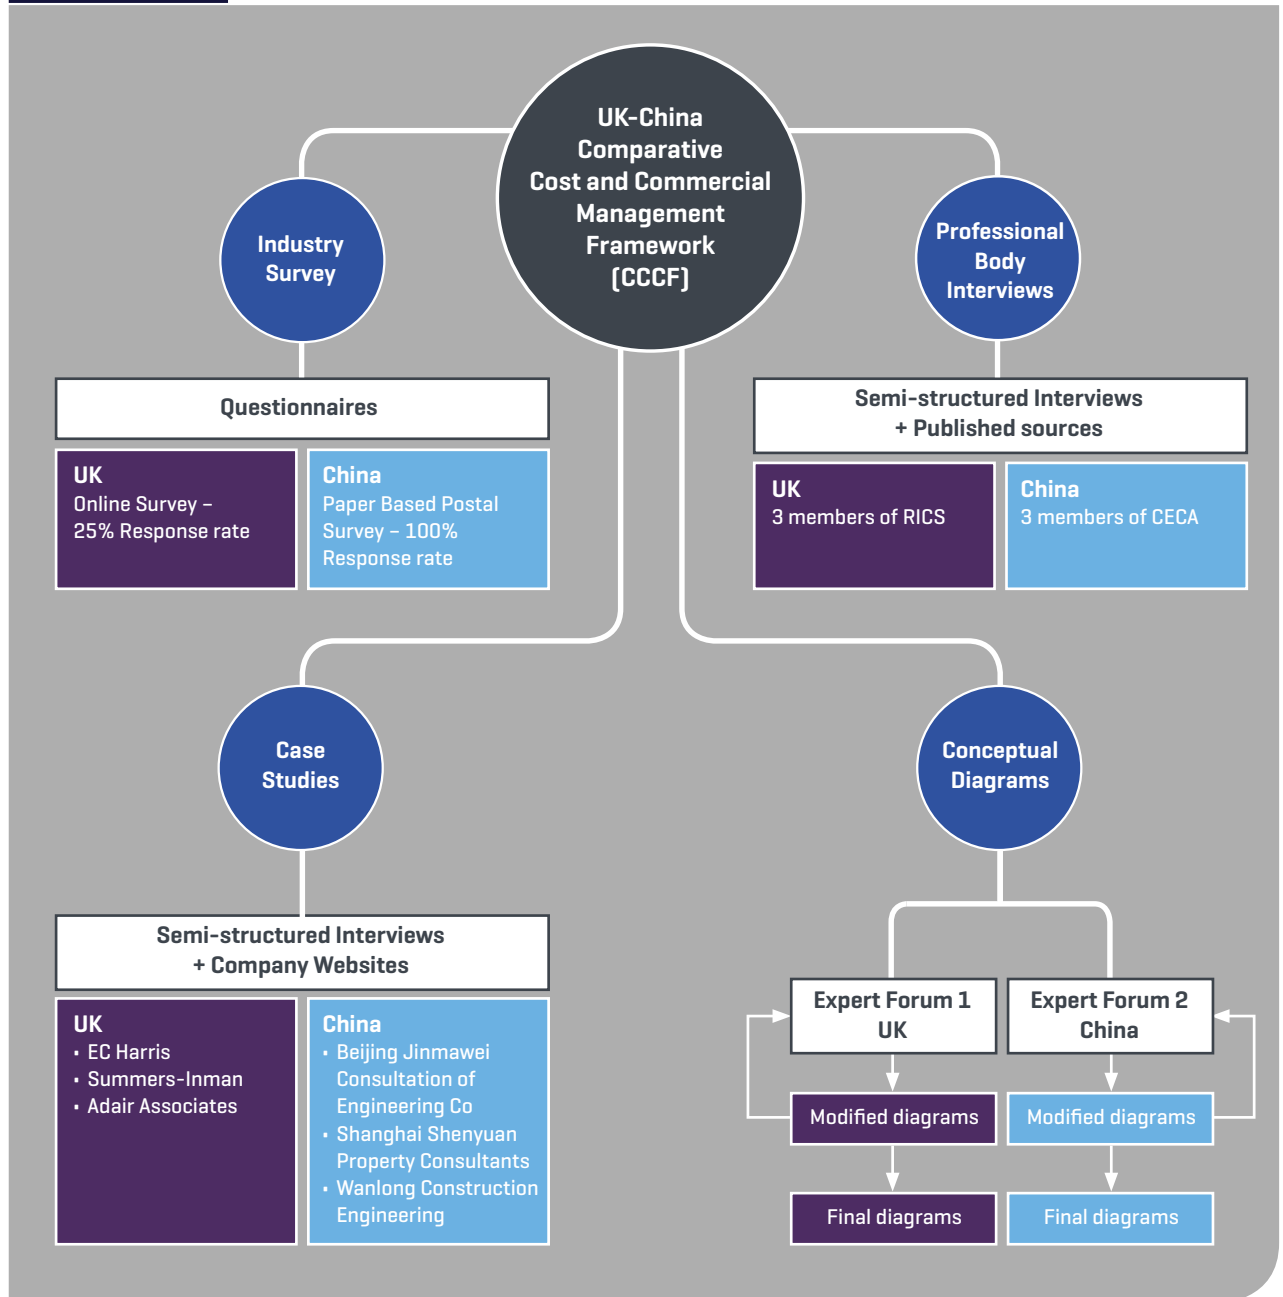 UK-China
Comparative
Cost and Commercial
Management
Framework
(CCCF)
Industry
Survey
Professional
Body
Interviews
Questionnaires
UK
Online Survey –
25% Response rate
China
Paper Based Postal
Survey – 100%
Response rate
Semi-structured Interviews
+ Published sources
UK
3 members of RICS
China
3 members of CECA
Case
Studies
Conceptual
Diagrams
Semi-structured Interviews
+ Company Websites
UK
• EC Harris
• Summers-Inman
• Adair Associates
China
• Beijing Jinmawei
Consultation of
Engineering Co
• Shanghai Shenyuan
Property Consultants
• Wanlong Construction
Engineering
Expert Forum 1
UK
Modified diagrams
Final diagrams
Expert Forum 2
China
Modified diagrams
Final diagrams